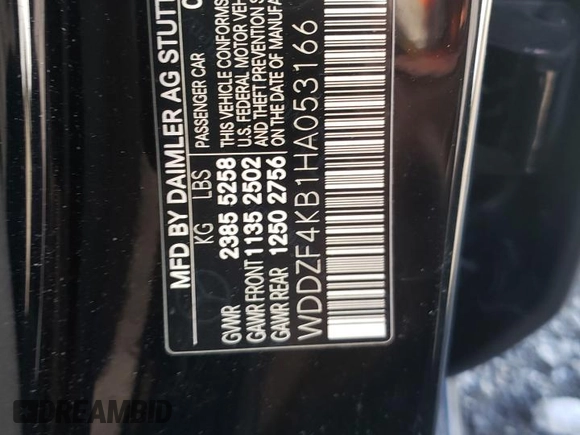 MFD BY DAIMLER AG STUTT
KG LBS PASSENGER CAR
GVWR 2385 5258 THIS VEHICLE CONFORMS
GAWR FRONT 1135 2502 U.S. FEDERAL MOTOR VEH
GAWR REAR 1250 2756 AND THEFT PREVENTION S
ON THE DATE OF MANUFA
WDDZF4KB1HA053166
DREAMBID